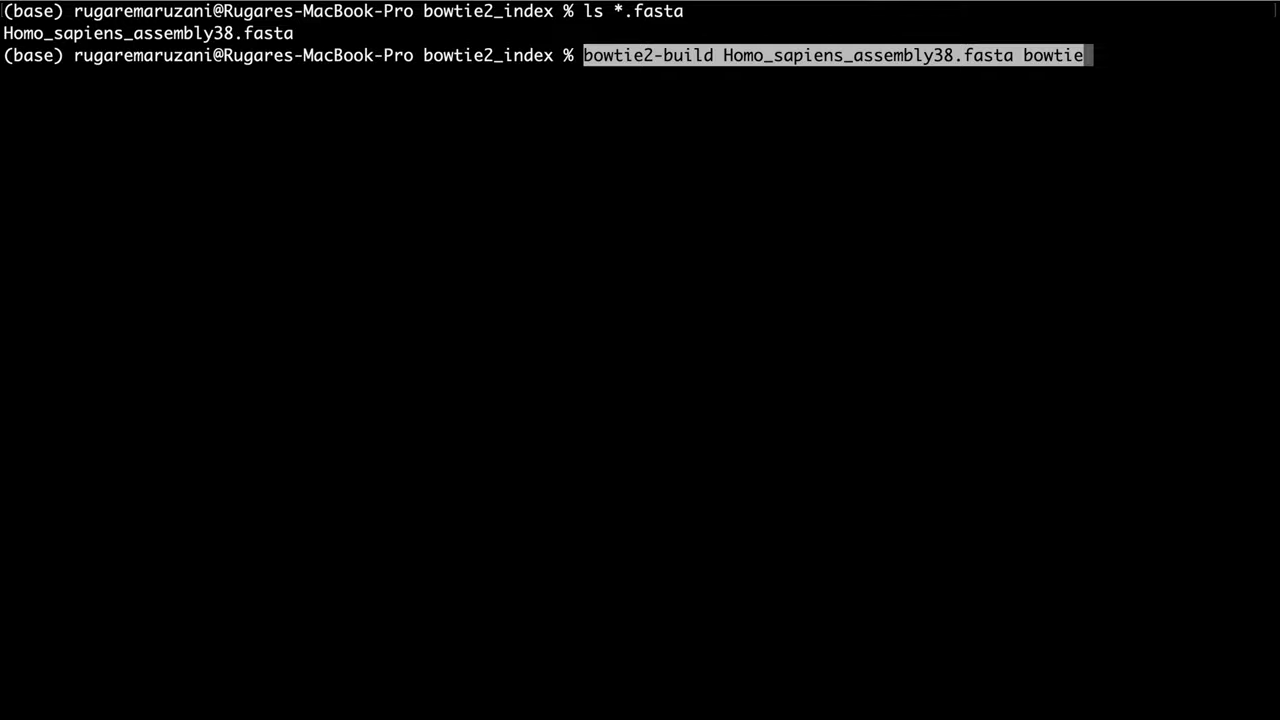 (base) rugaremaruzani@Rugares-MacBook-Pro bowtie2_index % ls *.fasta
Homo_sapiens_assembly38.fasta
(base) rugaremaruzani@Rugares-MacBook-Pro bowtie2_index % bowtie2-build Homo_sapiens_assembly38.fasta bowtie